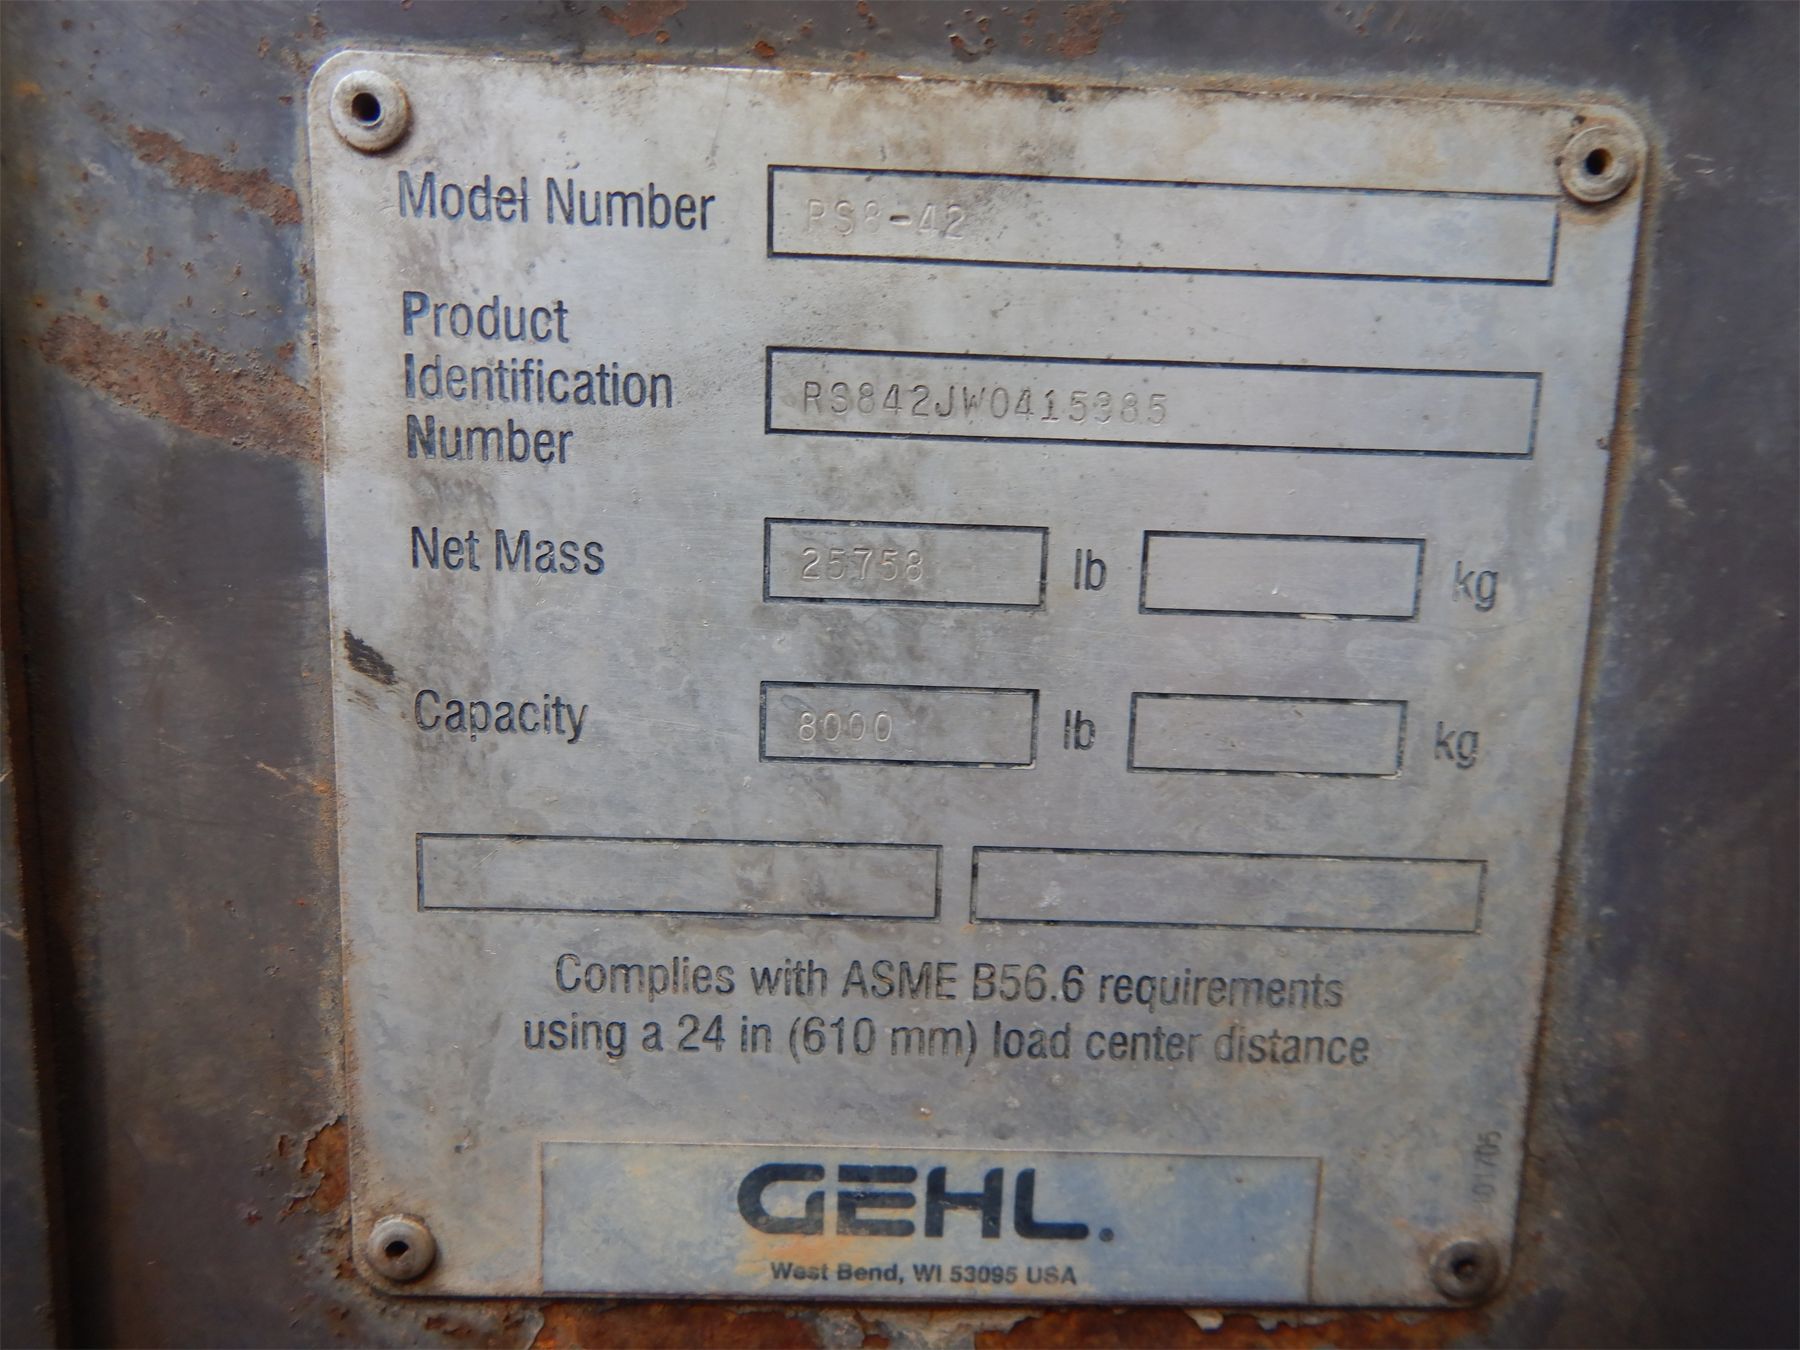 Model Number RS8-42
Product
Identification
Number
RS842JW0415385
Net Mass 25758 lb kg
Capacity 8000 lb kg
Complies with ASME B56.6 requirements
using a 24 in (610 mm) load center distance
GEHL.
West Bend, WI 53095 USA